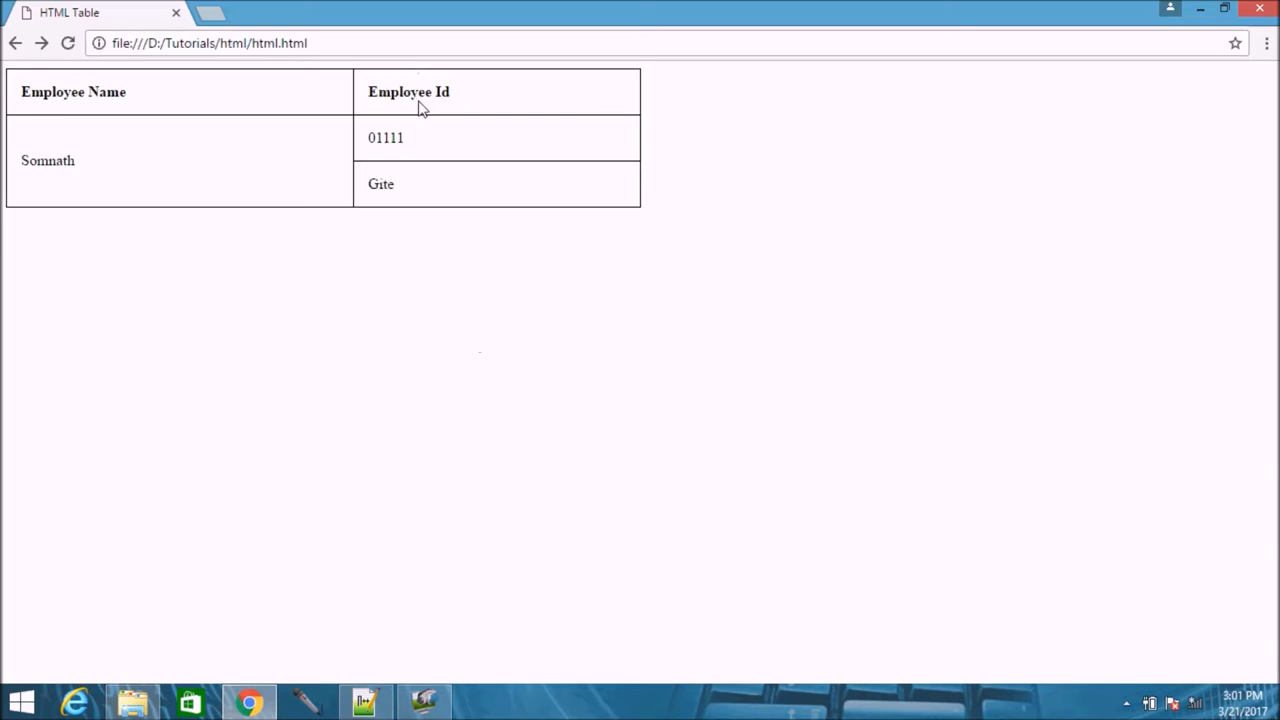 HTML Table
file:///D:/Tutorials/html/html.html
Employee Name Employee Id
01111
Somnath
Gite
3:01 PM
3/21/2017